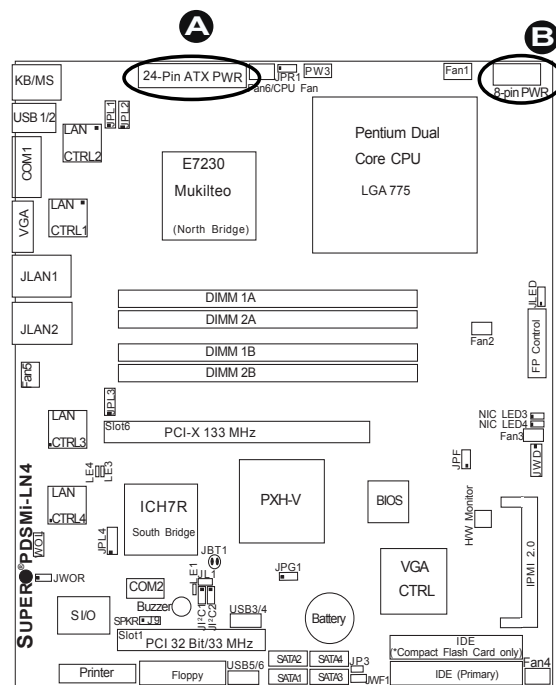 A
B
KB/MS
24-Pin ATX PWR
JPR1
PW3
Fan1
Fan6/CPU Fan
8-pin PWR
USB 1/2
JPL1
JPL2
LAN
CTRL2
Pentium Dual
Core CPU
LGA 775
COM1
E7230
Mukilteo
(North Bridge)
LAN
CTRL1
VGA
JLAN1
JLAN2
DIMM 1A
DIMM 2A
DIMM 1B
DIMM 2B
JLED
FP Control
Fan2
Fan5
JPL3
Slot6
PCI-X 133 MHz
LAN
CTRL3
NIC LED3
NIC LED4
Fan3
JWD
JPF
LE4
LE3
LAN
CTRL4
ICH7R
South Bridge
PXH-V
BIOS
H/W Monitor
IPMI 2.0
WOL
JPL4
JBT1
SUPER®PDSMi-LN4
JWOR
COM2
LE1
JL1
JPG1
VGA
CTRL
S I/O
Buzzer
JI²C1
JI²C2
USB3/4
Battery
SPKR
J9
Slot1
PCI 32 Bit/33 MHz
IDE
(*Compact Flash Card only)
SATA2
SATA4
JP3
Printer
Floppy
USB5/6
SATA1
SATA3
JWF1
IDE (Primary)
Fan4